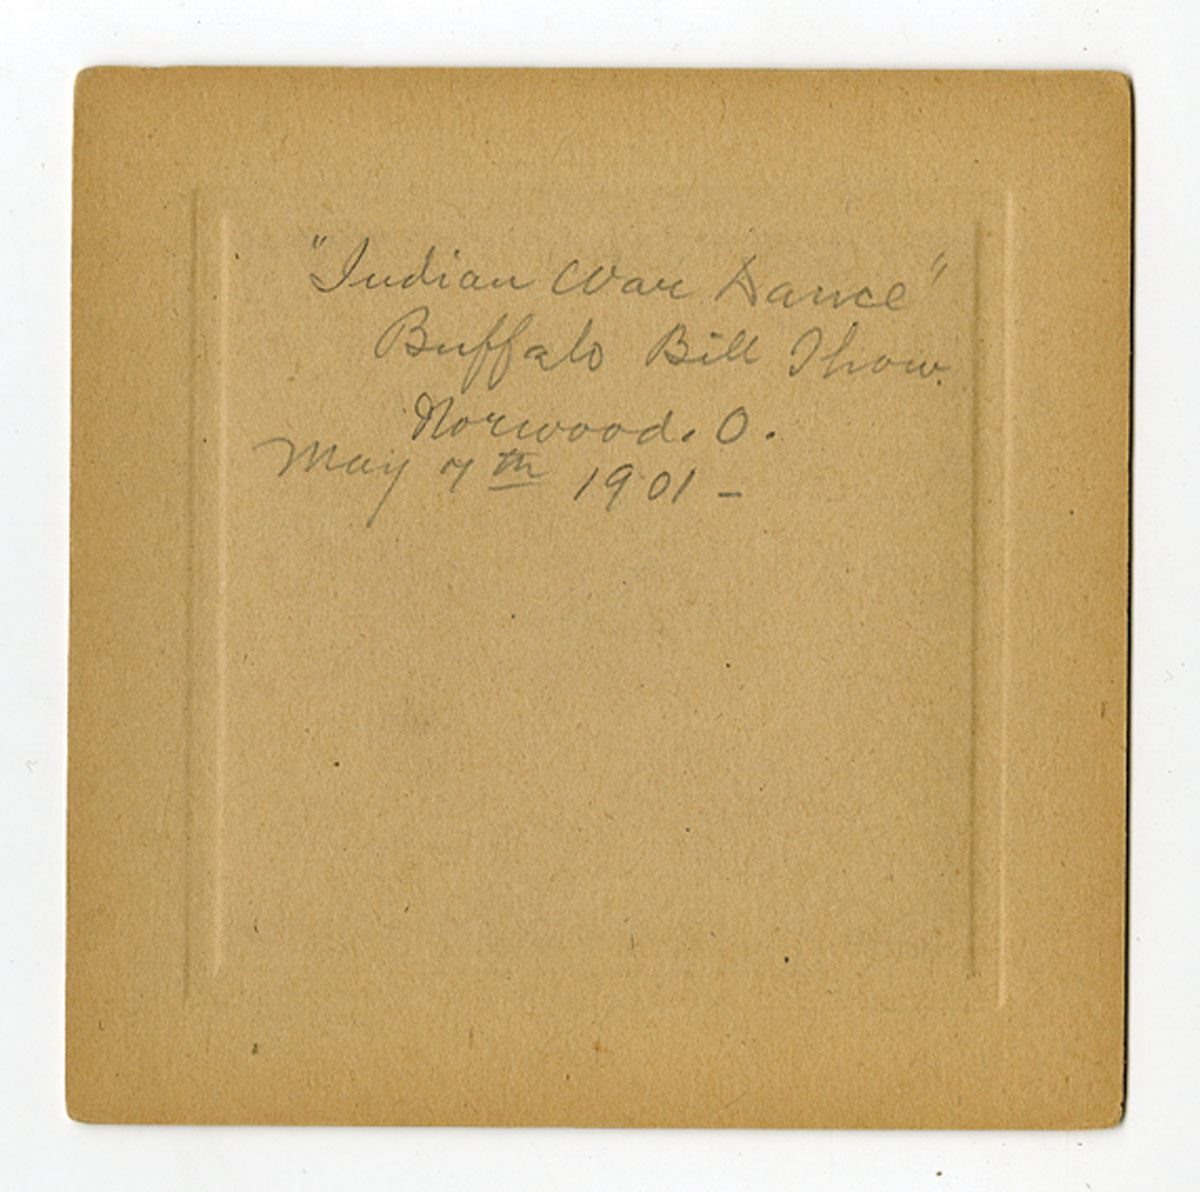 "Indian War Dance"
Buffalo Bill Show.
Norwood. O.
May 7th 1901 -